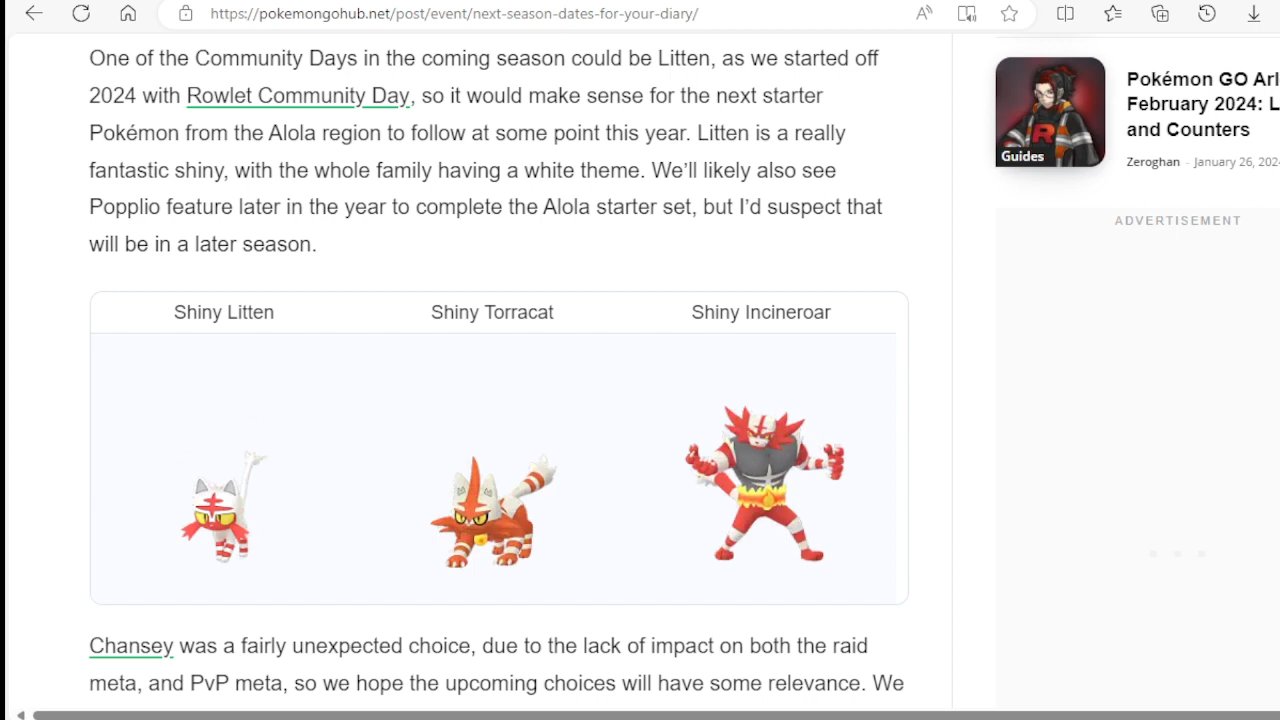 https://pokemongohub.net/post/event/next-season-dates-for-your-diary/
One of the Community Days in the coming season could be Litten, as we started off
2024 with Rowlet Community Day, so it would make sense for the next starter
Pokémon from the Alola region to follow at some point this year. Litten is a really
fantastic shiny, with the whole family having a white theme. We’ll likely also see
Popplio feature later in the year to complete the Alola starter set, but I’d suspect that
will be in a later season.
Shiny Litten Shiny Torracat Shiny Incineroar
Chansey was a fairly unexpected choice, due to the lack of impact on both the raid
meta, and PvP meta, so we hope the upcoming choices will have some relevance. We
R
Guides
Pokémon GO Arl
February 2024: L
and Counters
Zeroghan - January 26, 2024
ADVERTISEMENT